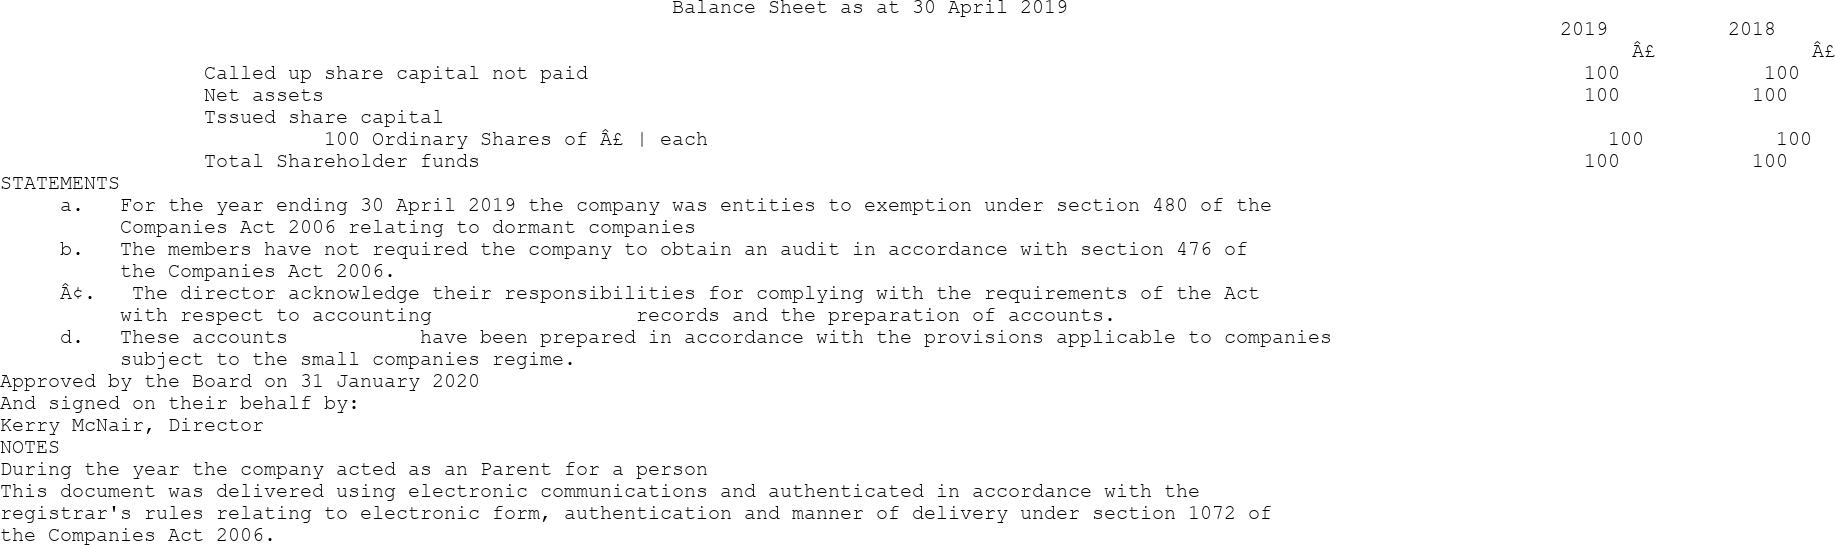 Balance Sheet as at 30 April 2019
2019 2018
Â£ Â£
Called up share capital not paid 100 100
Net assets 100 100
Tssued share capital
100 Ordinary Shares of Â£ | each 100 100
Total Shareholder funds 100 100
STATEMENTS
a. For the year ending 30 April 2019 the company was entities to exemption under section 480 of the
Companies Act 2006 relating to dormant companies
b. The members have not required the company to obtain an audit in accordance with section 476 of
the Companies Act 2006.
Â¢. The director acknowledge their responsibilities for complying with the requirements of the Act
with respect to accounting records and the preparation of accounts.
d. These accounts have been prepared in accordance with the provisions applicable to companies
subject to the small companies regime.
Approved by the Board on 31 January 2020
And signed on their behalf by:
Kerry McNair, Director
NOTES
During the year the company acted as an Parent for a person
This document was delivered using electronic communications and authenticated in accordance with the
registrar's rules relating to electronic form, authentication and manner of delivery under section 1072 of
the Companies Act 2006.